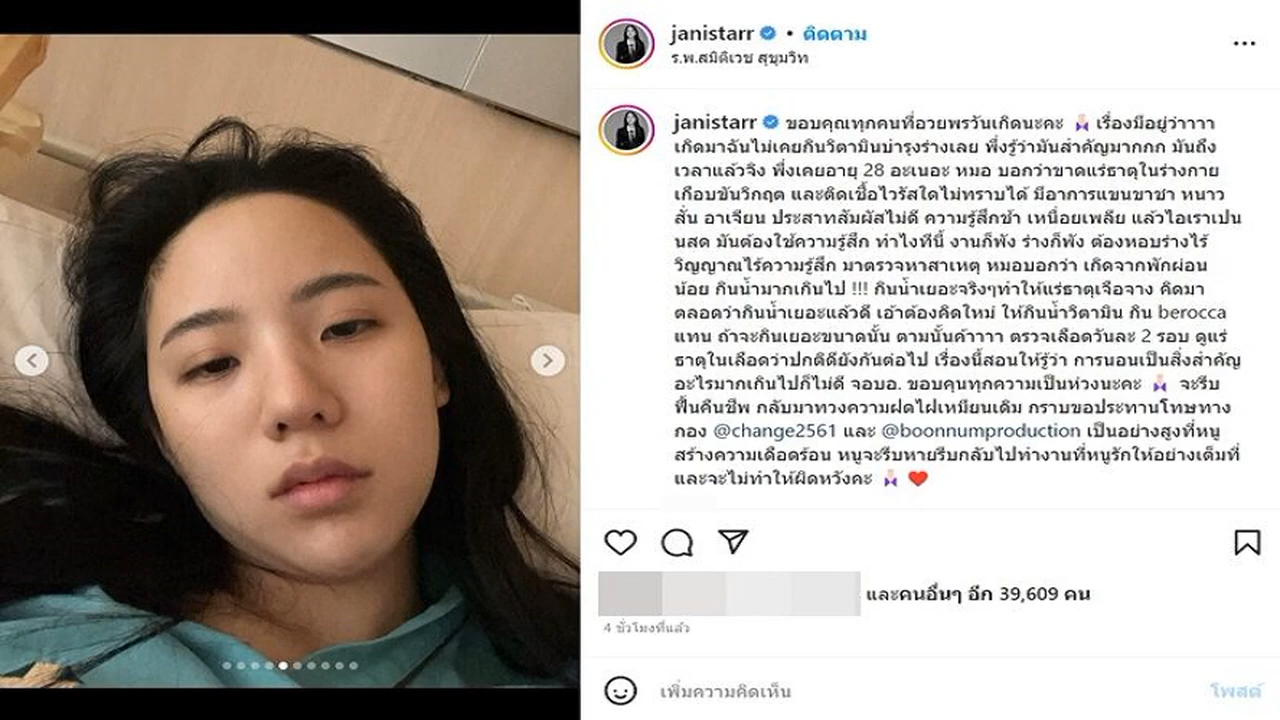 janistarr • ติดตาม
ร.พ.สมิติเวช สุขุมวิท
janistarr ขอบคุณทุกคนที่อวยพรวันเกิดนะคะ 🙏🏻 เรื่องมีอยู่ว่าาาา
เกิดมาฉันไม่เคยกินวิตามินบำรุงร่างเลย พึ่งรู้ว่ามันสำคัญมากกก มันถึง
เวลาแล้วจิง พึ่งเคยอายุ 28 อะเนอะ หมอ บอกว่าขาดแร่ธาตุในร่างกาย
เกือบขันวิกฤต และติดเชื้อไวรัสใดไม่ทราบได้ มีอาการแขนขาชา หนาว
สั่น อาเจียน ประสาทสัมผัสไม่ดี ความรู้สึกช้า เหนื่อยเพลีย แล้วไอเราเปน
นสด มันต้องใช้ความรู้สึก ทำไงทีนี้ งานก็พัง ร่างก็พัง ต้องหอบร่างไร้
วิญญาณไร้ความรู้สึก มาตรวจหาสาเหตุ หมอบอกว่า เกิดจากพักผ่อน
น้อย กินน้ำมากเกินไป !!! กินน้ำเยอะจริงๆทำให้แร่ธาตุเจือจาง คิดมา
ตลอดว่ากินน้ำเยอะแล้วดี เอ้าต้องคิดใหม่ ให้กินน้ำวิตามิน กิน berocca
แทน ถ้าจะกินเยอะขนาดนั้น ตามนั้นค้าาาา ตรวจเลือดวันละ 2 รอบ ดูแร่
ธาตุในเลือดว่าปกติดียังกันต่อไป เรื่องนี้สอนให้รู้ว่า การนอนเป็นสิ่งสำคัญ
อะไรมากเกินไปก็ไม่ดี จอบอ. ขอบคุนทุกความเป็นห่วงนะคะ 🙏🏻 จะรีบ
ฟื้นคืนชีพ กลับมาทวงความฝดไฝเหมียนเดิม กราบขอประทานโทษทาง
กอง @change2561 และ @boonnumproduction เป็นอย่างสูงที่หนู
สร้างความเดือดร้อน หนูจะรีบหายรีบกลับไปทำงานที่หนูรักให้อย่างเต็มที่
และจะไม่ทำให้ผิดหวังคะ 🙏🏻 ❤️
และคนอื่นๆ อีก 39,609 คน
4 ชั่วโมงที่แล้ว
เพิ่มความคิดเห็น
โพสต์